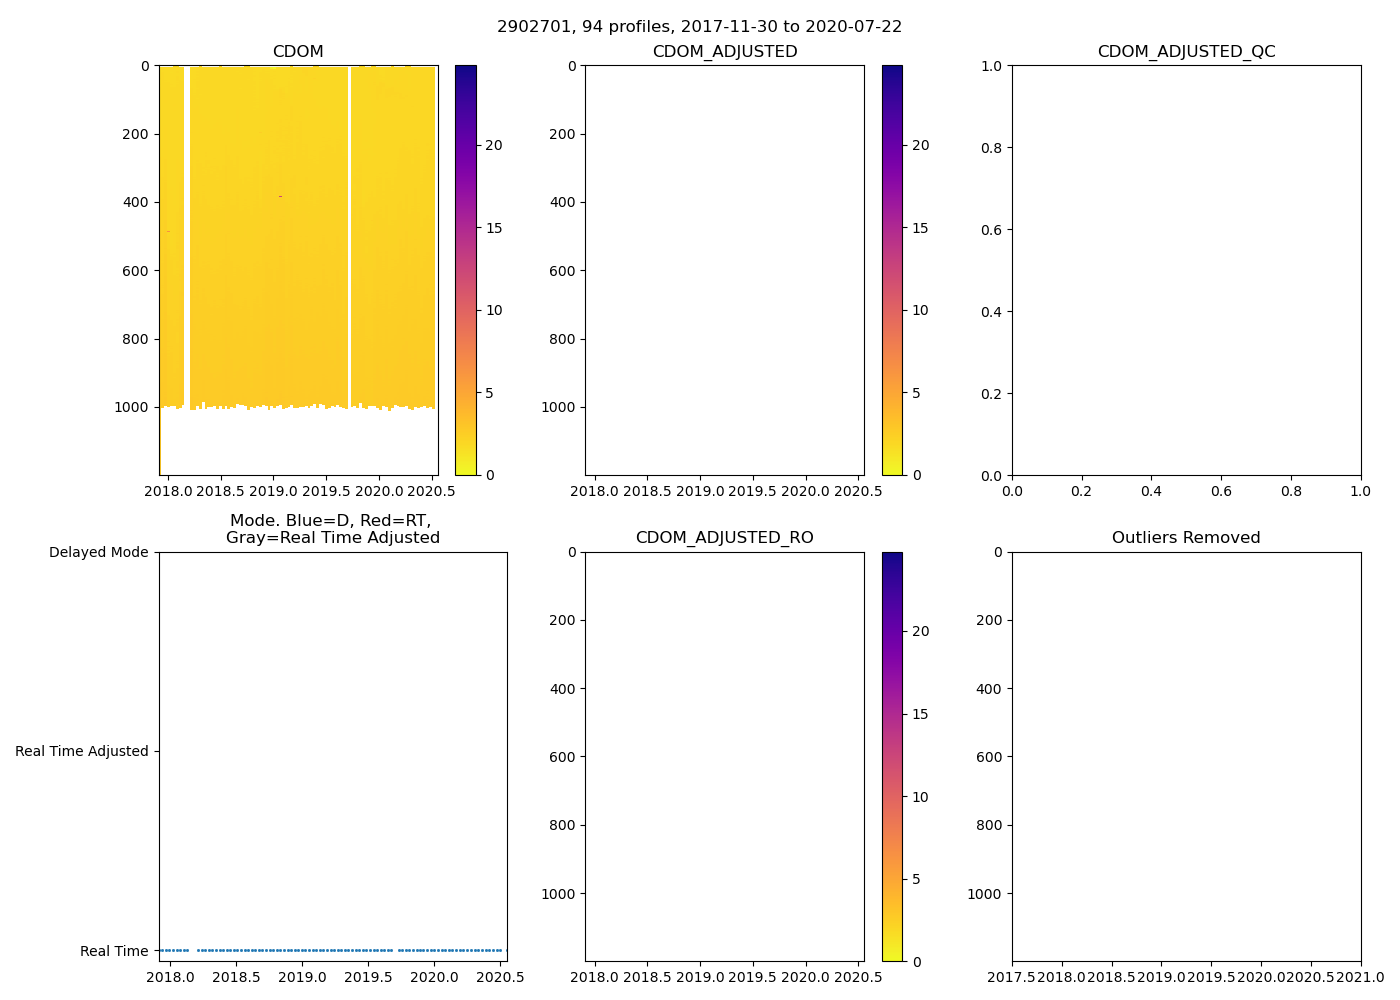 2902701, 94 profiles, 2017-11-30 to 2020-07-22
CDOM
0
200
400
600
800
1000
2018.0 2018.5 2019.0 2019.5 2020.0 2020.5
20
15
10
5
0
CDOM_ADJUSTED
0
200
400
600
800
1000
2018.0 2018.5 2019.0 2019.5 2020.0 2020.5
20
15
10
5
0
CDOM_ADJUSTED_QC
1.0
0.8
0.6
0.4
0.2
0.0
0.0 0.2 0.4 0.6 0.8 1.0
Mode. Blue=D, Red=RT,
Gray=Real Time Adjusted
Delayed Mode
Real Time Adjusted
Real Time
2018.0 2018.5 2019.0 2019.5 2020.0 2020.5
CDOM_ADJUSTED_RO
0
200
400
600
800
1000
2018.0 2018.5 2019.0 2019.5 2020.0 2020.5
20
15
10
5
0
Outliers Removed
0
200
400
600
800
1000
2017.5 2018.0 2018.5 2019.0 2019.5 2020.0 2020.5 2021.0